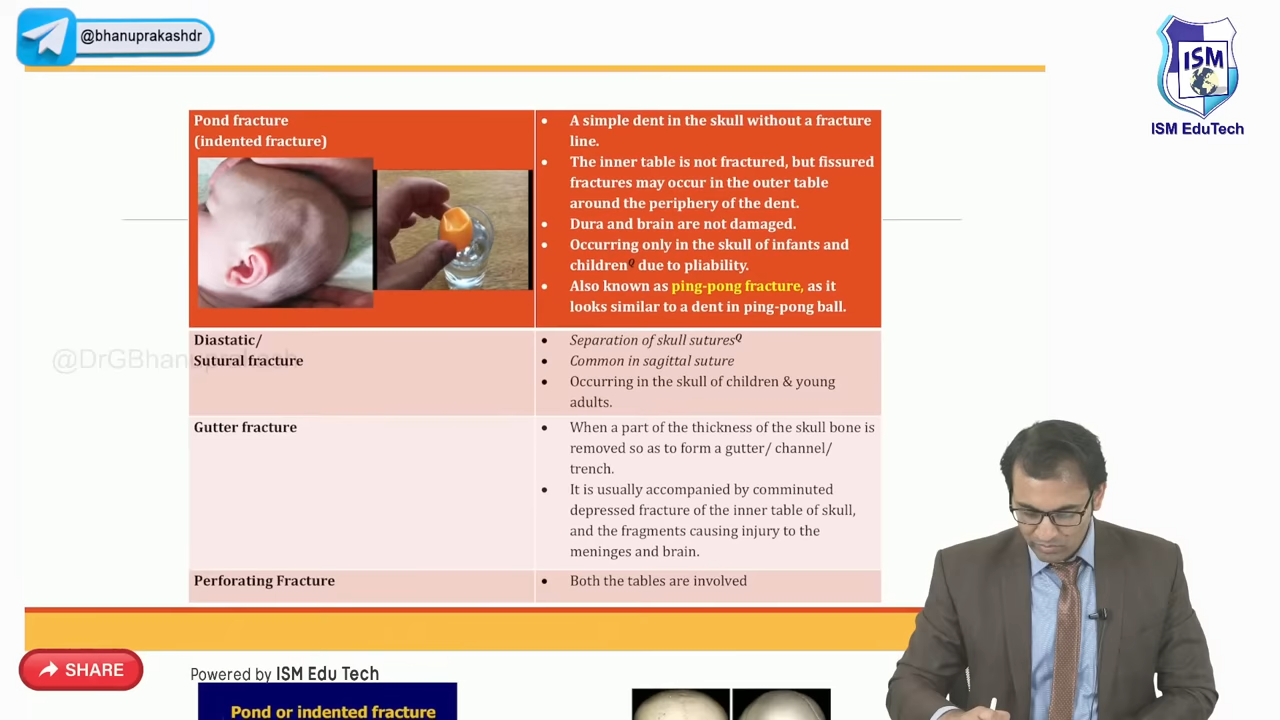 @bhanuprakashdr
ISM
ISM EduTech
Pond fracture
(indented fracture)
• A simple dent in the skull without a fracture
line.
• The inner table is not fractured, but fissured
fractures may occur in the outer table
around the periphery of the dent.
• Dura and brain are not damaged.
• Occurring only in the skull of infants and
childrenQ due to pliability.
• Also known as ping-pong fracture, as it
looks similar to a dent in ping-pong ball.
@DrGBhanuprakash
Diastatic/
Sutural fracture
• Separation of skull suturesQ
• Common in sagittal suture
• Occurring in the skull of children & young
adults.
Gutter fracture
• When a part of the thickness of the skull bone is
removed so as to form a gutter/ channel/
trench.
• It is usually accompanied by comminuted
depressed fracture of the inner table of skull,
and the fragments causing injury to the
meninges and brain.
Perforating Fracture
• Both the tables are involved
SHARE
Powered by ISM Edu Tech
Pond or indented fracture